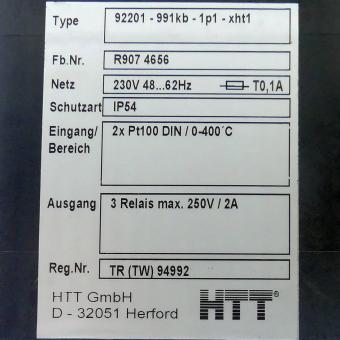 Type 92201 - 991kb - 1p1 - xht1
Fb.Nr. R907 4656
Netz 230V 48...62Hz T0,1A
Schutzart IP54
Eingang/ 2x Pt100 DIN / 0-400´C
Bereich
Ausgang 3 Relais max. 250V / 2A
Reg.Nr. TR (TW) 94992
HTT GmbH HTT®
D - 32051 Herford